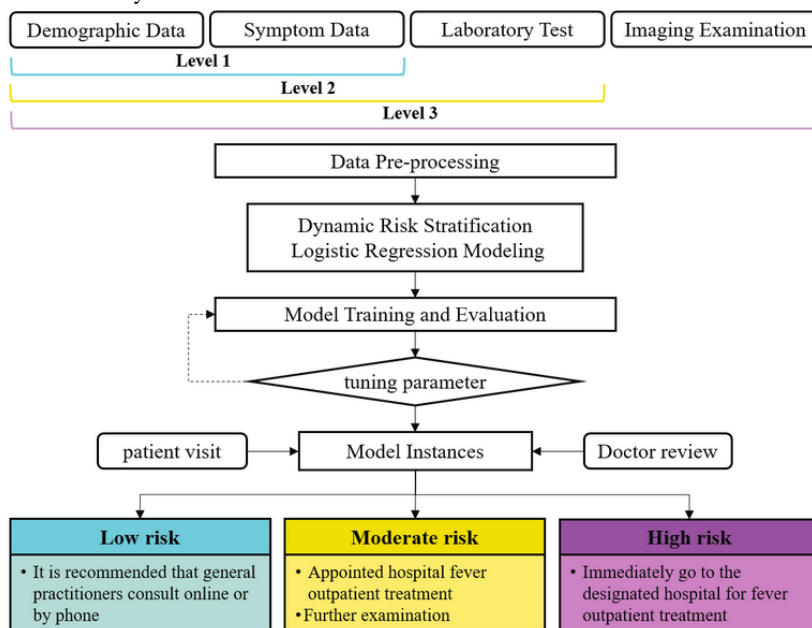 Demographic Data
Symptom Data
Laboratory Test
Imaging Examination
Level 1
Level 2
Level 3
Data Pre-processing
Dynamic Risk Stratification
Logistic Regression Modeling
Model Training and Evaluation
tuning parameter
patient visit
Model Instances
Doctor review
Low risk
• It is recommended that general
practitioners consult online or
by phone
Moderate risk
• Appointed hospital fever
outpatient treatment
• Further examination
High risk
• Immediately go to the
designated hospital for fever
outpatient treatment